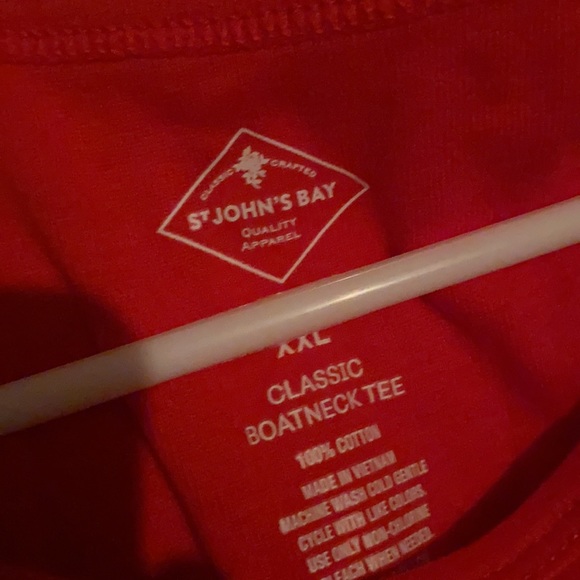 CLASSIC CRAFTED
ST JOHN'S BAY
QUALITY
APPAREL
XXL
CLASSIC
BOATNECK TEE
100% COTTON
MADE IN VIETNAM
MACHINE WASH COLD GENTLE
CYCLE WITH LIKE COLORS.
USE ONLY NON-CHLORINE
BLEACH WHEN NEEDED.